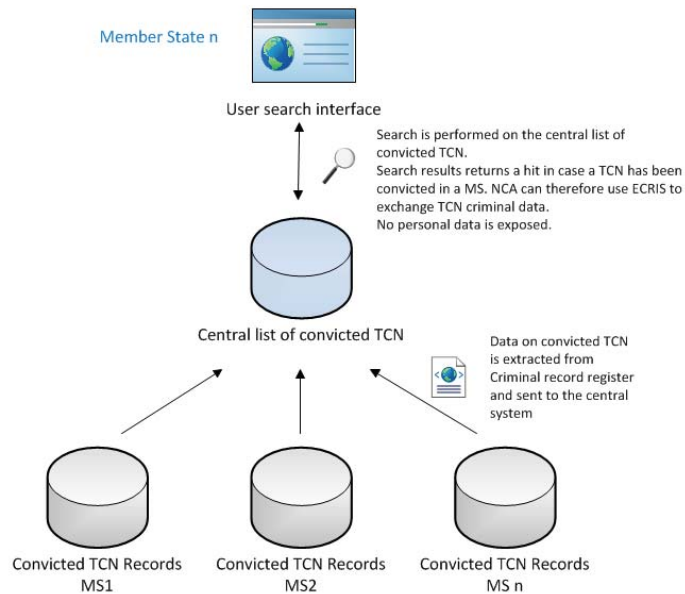 Member State n
User search interface
Search is performed on the central list of
convicted TCN.
Search results returns a hit in case a TCN has been
convicted in a MS. NCA can therefore use ECRIS to
exchange TCN criminal data.
No personal data is exposed.
Central list of convicted TCN
Data on convicted TCN
is extracted from
Criminal record register
and sent to the central
system
Convicted TCN Records
MS1
Convicted TCN Records
MS2
Convicted TCN Records
MS n